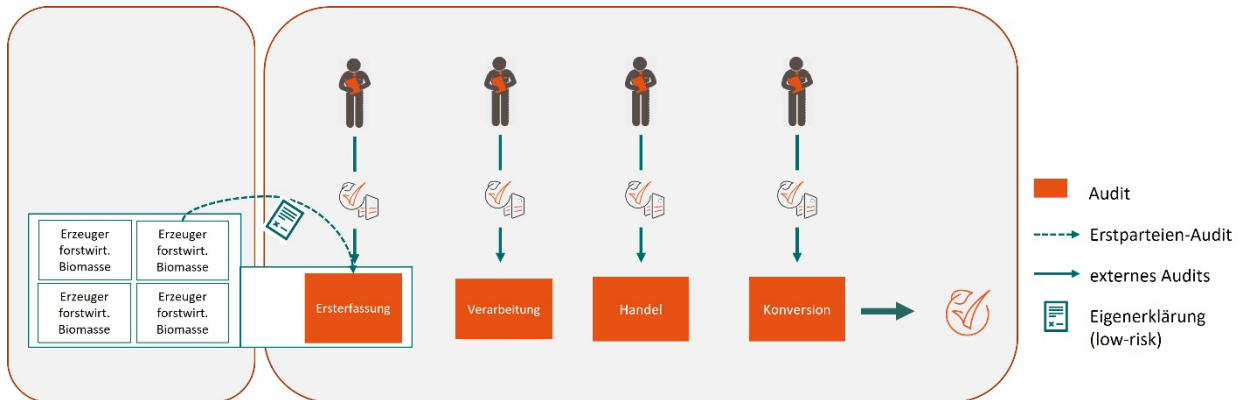 Erzeuger
forstwirt.
Biomasse
Erzeuger
forstwirt.
Biomasse
Erzeuger
forstwirt.
Biomasse
Erzeuger
forstwirt.
Biomasse
Ersterfassung
Verarbeitung
Handel
Konversion
Audit
Erstparteien-Audit
externes Audits
Eigenerklärung
(low-risk)